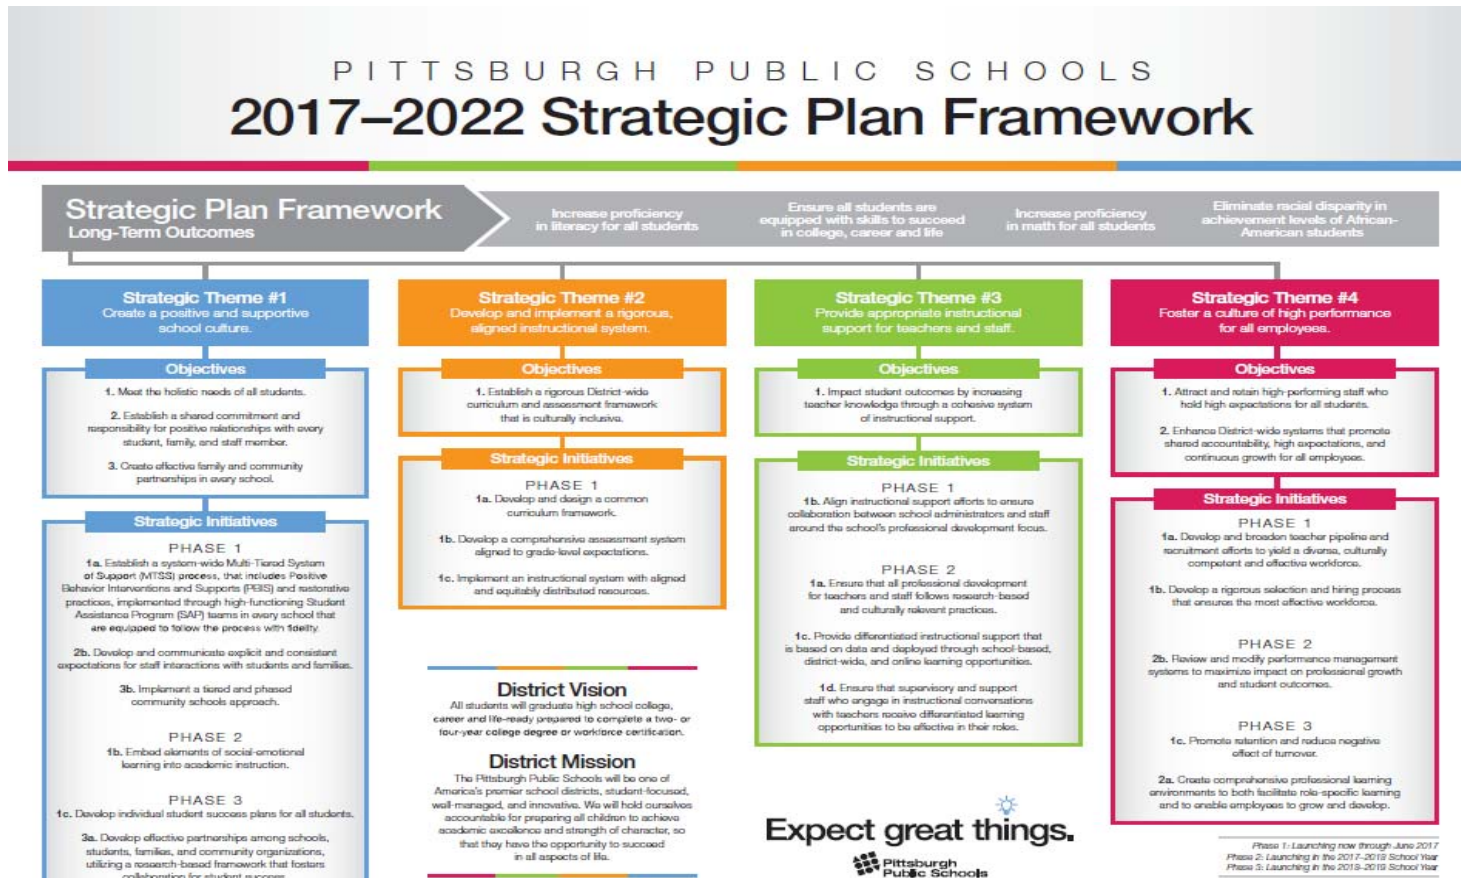 PITTSBURGH PUBLIC SCHOOLS
2017–2022 Strategic Plan Framework
Strategic Plan Framework
Long-Term Outcomes
Increase proficiency
in literacy for all students
Ensure all students are
equipped with skills to succeed
in college, career and life
Increase proficiency
in math for all students
Eliminate racial disparity in
achievement levels of African-
American students
Strategic Theme #1
Create a positive and supportive
school culture.
Objectives
1. Meet the holistic needs of all students.
2. Establish a shared commitment and
responsibility for positive relationships with every
student, family, and staff member.
3. Create effective family and community
partnerships in every school.
Strategic Initiatives
PHASE 1
1a. Establish a system-wide Multi-Tiered System
of Support (MTSS) process, that includes Positive
Behavior Interventions and Supports (PBIS) and restorative
practices, implemented through high-functioning Student
Assistance Program (SAP) teams in every school that
are equipped to follow the process with fidelity.
2b. Develop and communicate explicit and consistent
expectations for staff interactions with students and families.
3b. Implement a tiered and phased
community schools approach.
PHASE 2
1b. Embed elements of social-emotional
learning into academic instruction.
PHASE 3
1c. Develop individual student success plans for all students.
3a. Develop effective partnerships among schools,
students, families, and community organizations,
utilizing a research-based framework that fosters
collaboration for student success.
Strategic Theme #2
Develop and implement a rigorous,
aligned instructional system.
Objectives
1. Establish a rigorous District-wide
curriculum and assessment framework
that is culturally inclusive.
Strategic Initiatives
PHASE 1
1a. Develop and design a common
curriculum framework.
1b. Develop a comprehensive assessment system
aligned to grade-level expectations.
1c. Implement an instructional system with aligned
and equitably distributed resources.
District Vision
All students will graduate high school college,
career and life-ready prepared to complete a two- or
four-year college degree or workforce certification.
District Mission
The Pittsburgh Public Schools will be one of
America's premier school districts, student-focused,
well-managed, and innovative. We will hold ourselves
accountable for preparing all children to achieve
academic excellence and strength of character, so
that they have the opportunity to succeed
in all aspects of life.
Strategic Theme #3
Provide appropriate instructional
support for teachers and staff.
Objectives
1. Impact student outcomes by increasing
teacher knowledge through a cohesive system
of instructional support.
Strategic Initiatives
PHASE 1
1b. Align instructional support efforts to ensure
collaboration between school administrators and staff
around the school's professional development focus.
PHASE 2
1a. Ensure that all professional development
for teachers and staff follows research-based
and culturally relevant practices.
1c. Provide differentiated instructional support that
is based on data and deployed through school-based,
district-wide, and online learning opportunities.
1d. Ensure that supervisory and support
staff who engage in instructional conversations
with teachers receive differentiated learning
opportunities to be effective in their roles.
Expect great things.
Pittsburgh
Public Schools
Strategic Theme #4
Foster a culture of high performance
for all employees.
Objectives
1. Attract and retain high-performing staff who
hold high expectations for all students.
2. Enhance District-wide systems that promote
shared accountability, high expectations, and
continuous growth for all employees.
Strategic Initiatives
PHASE 1
1a. Develop and broaden teacher pipeline and
recruitment efforts to yield a diverse, culturally
competent and effective workforce.
1b. Develop a rigorous selection and hiring process
that ensures the most effective workforce.
PHASE 2
2b. Review and modify performance management
systems to maximize impact on professional growth
and student outcomes.
PHASE 3
1c. Promote retention and reduce negative
effect of turnover.
2a. Create comprehensive professional learning
environments to both facilitate role-specific learning
and to enable employees to grow and develop.
Phase 1: Launching now through June 2017
Phase 2: Launching in the 2017–2018 School Year
Phase 3: Launching in the 2018–2019 School Year